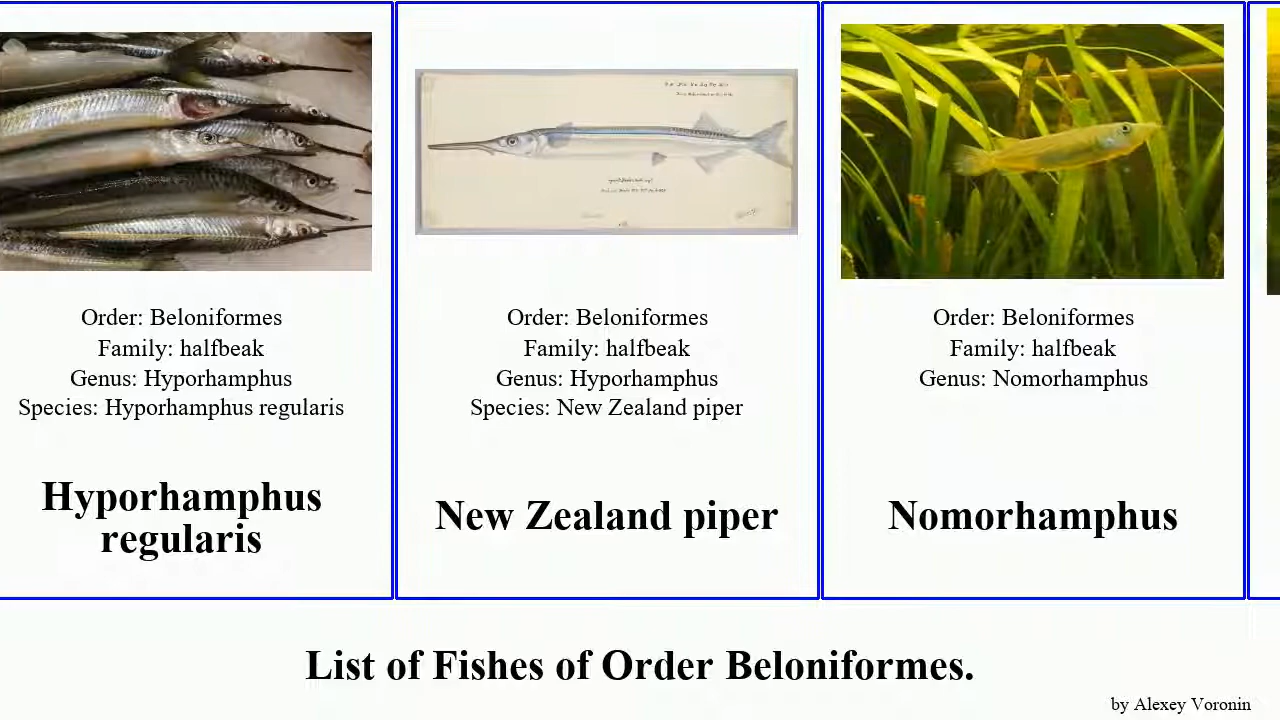 Order: Beloniformes
Family: halfbeak
Genus: Hyporhamphus
Species: Hyporhamphus regularis
Hyporhamphus
regularis
Order: Beloniformes
Family: halfbeak
Genus: Hyporhamphus
Species: New Zealand piper
New Zealand piper
Order: Beloniformes
Family: halfbeak
Genus: Nomorhamphus
Nomorhamphus
List of Fishes of Order Beloniformes.
by Alexey Voronin